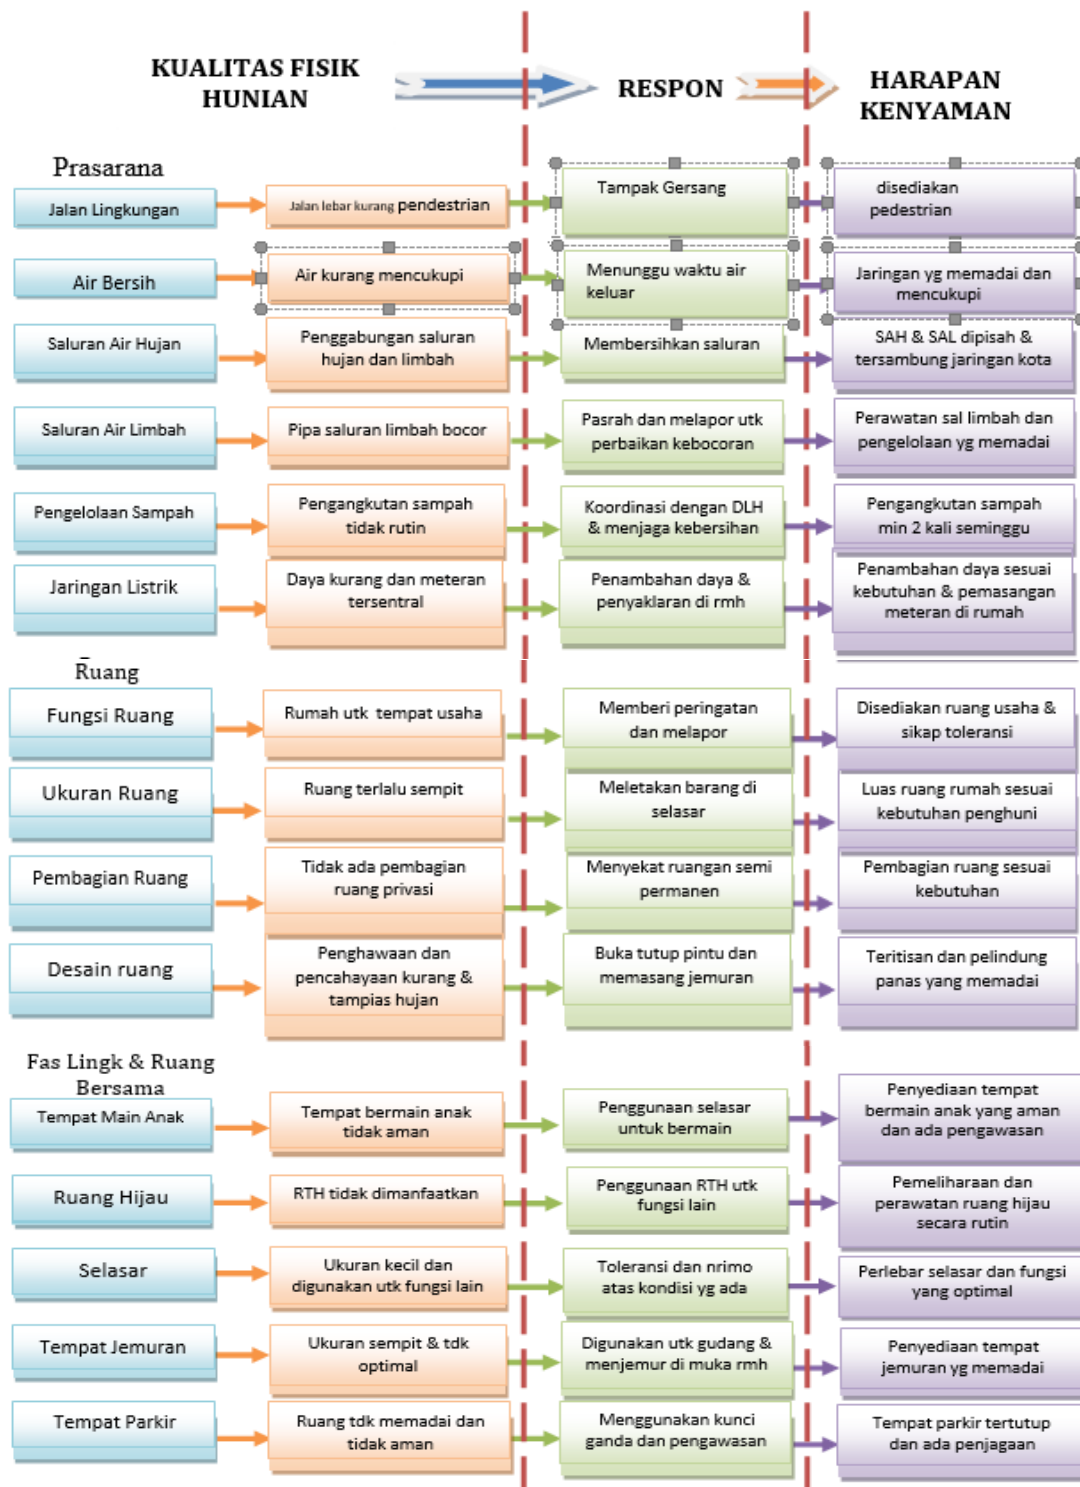 KUALITAS FISIK
HUNIAN
RESPON
HARAPAN
KENYAMAN
Prasarana
Jalan Lingkungan
Jalan lebar kurang pendestrian
Tampak Gersang
disediakan
pedestrian
Air Bersih
Air kurang mencukupi
Menunggu waktu air
keluar
Jaringan yg memadai dan
mencukupi
Saluran Air Hujan
Penggabungan saluran
hujan dan limbah
Membersihkan saluran
SAH & SAL dipisah &
tersambung jaringan kota
Saluran Air Limbah
Pipa saluran limbah bocor
Pasrah dan melapor utk
perbaikan kebocoran
Perawatan sal limbah dan
pengelolaan yg memadai
Pengelolaan Sampah
Pengangkutan sampah
tidak rutin
Koordinasi dengan DLH
& menjaga kebersihan
Pengangkutan sampah
min 2 kali seminggu
Jaringan Listrik
Daya kurang dan meteran
tersentral
Penambahan daya &
penyaklaran di rmh
Penambahan daya sesuai
kebutuhan & pemasangan
meteran di rumah
Ruang
Fungsi Ruang
Rumah utk tempat usaha
Memberi peringatan
dan melapor
Disediakan ruang usaha &
sikap toleransi
Ukuran Ruang
Ruang terlalu sempit
Meletakan barang di
selasar
Luas ruang rumah sesuai
kebutuhan penghuni
Pembagian Ruang
Tidak ada pembagian
ruang privasi
Menyekat ruangan semi
permanen
Pembagian ruang sesuai
kebutuhan
Desain ruang
Penghawaan dan
pencahayaan kurang &
tampias hujan
Buka tutup pintu dan
memasang jemuran
Teritisan dan pelindung
panas yang memadai
Fas Lingk & Ruang
Bersama
Tempat Main Anak
Tempat bermain anak
tidak aman
Penggunaan selasar
untuk bermain
Penyediaan tempat
bermain anak yang aman
dan ada pengawasan
Ruang Hijau
RTH tidak dimanfaatkan
Penggunaan RTH utk
fungsi lain
Pemeliharaan dan
perawatan ruang hijau
secara rutin
Selasar
Ukuran kecil dan
digunakan utk fungsi lain
Toleransi dan nrimo
atas kondisi yg ada
Perlebar selasar dan fungsi
yang optimal
Tempat Jemuran
Ukuran sempit & tdk
optimal
Digunakan utk gudang &
menjemur di muka rmh
Penyediaan tempat
jemuran yg memadai
Tempat Parkir
Ruang tdk memadai dan
tidak aman
Menggunakan kunci
ganda dan pengawasan
Tempat parkir tertutup
dan ada penjagaan